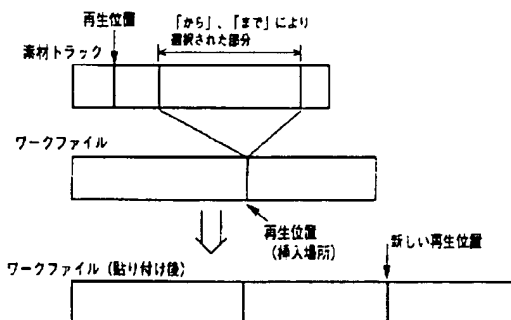 再生位置
「から」、「まで」により
選択された部分
素材トラック
ワークファイル
再生位置
(挿入場所)
新しい再生位置
ワークファイル(貼り付け後)